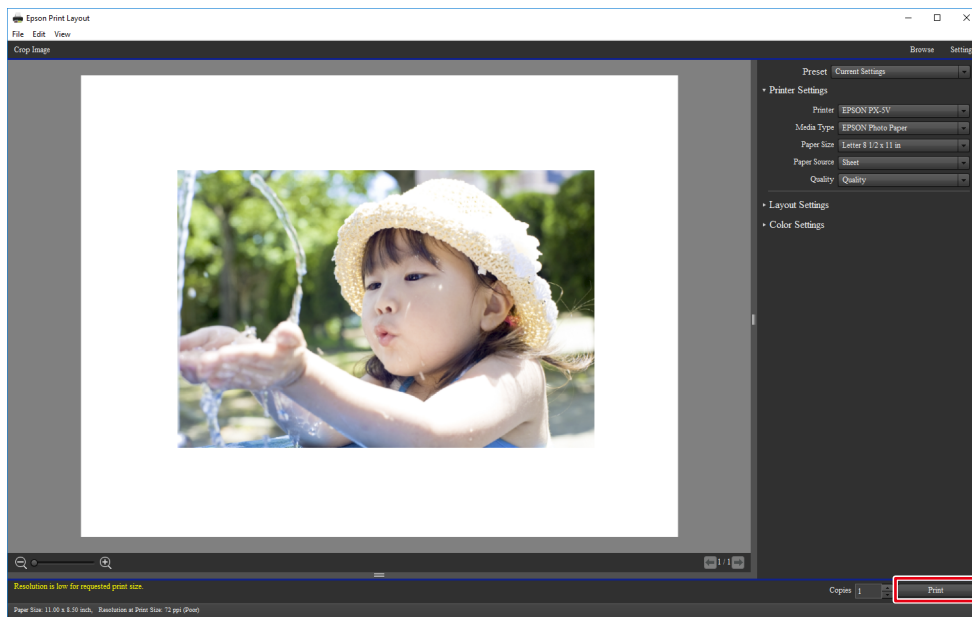 Epson Print Layout
File Edit View
Crop Image Browse Setting
Preset Current Settings
Printer Settings
Printer EPSON PX-5V
Media Type EPSON Photo Paper
Paper Size Letter 8 1/2 x 11 in
Paper Source Sheet
Quality Quality
Layout Settings
Color Settings
1 / 1
Resolution is low for requested print size.
Copies 1 Print
Paper Size: 11.00 x 8.50 inch, Resolution at Print Size: 72 ppi (Poor)